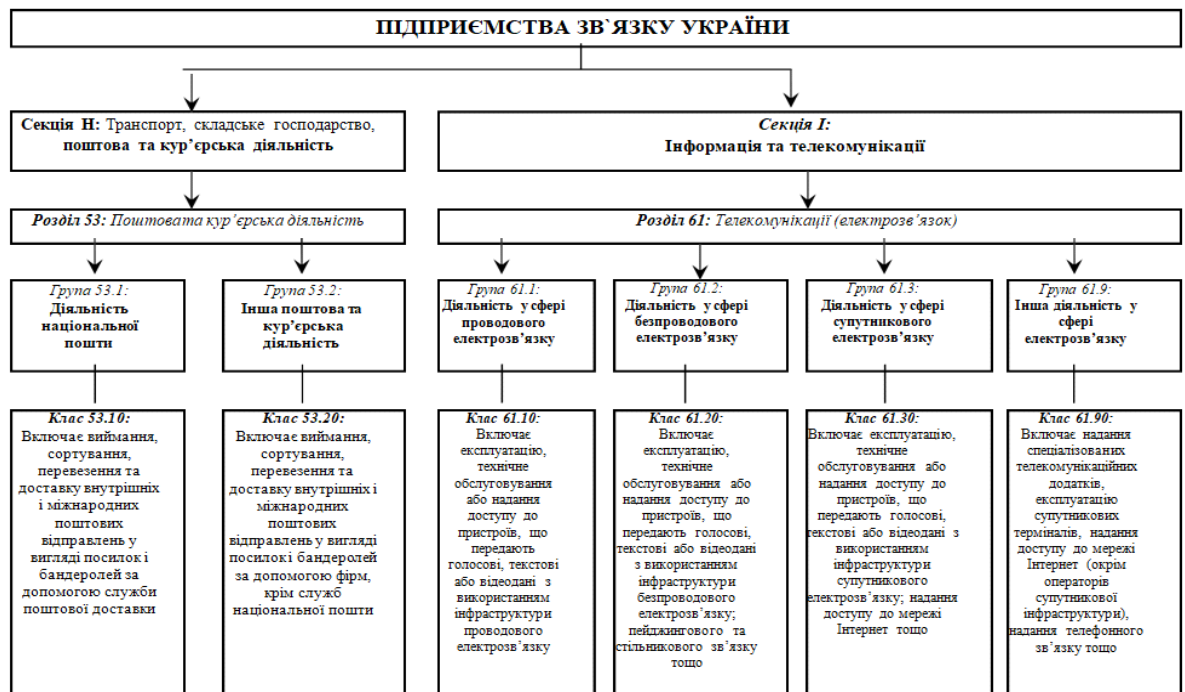 ПІДПРИЄМСТВА ЗВ`ЯЗКУ УКРАЇНИ
Секція Н: Транспорт, складське господарство,
поштова та кур’єрська діяльність
Секція І:
Інформація та телекомунікації
Розділ 53: Поштовата кур’єрська діяльність
Розділ 61: Телекомунікації (електрозв’язок)
Група 53.1:
Діяльність
національної
пошти
Група 53.2:
Інша поштова та
кур’єрська
діяльність
Група 61.1:
Діяльність у сфері
проводового
електрозв’язку
Група 61.2:
Діяльність у сфері
безпроводового
електрозв’язку
Група 61.3:
Діяльність у сфері
супутникового
електрозв’язку
Група 61.9:
Інша діяльність у
сфері
електрозв’язку
Клас 53.10:
Включає виймання,
сортування,
перевезення та
доставку внутрішніх
і міжнародних
поштових
відправлень у
вигляді посилок і
бандеролей за
допомогою служби
поштової доставки
Клас 53.20:
Включає виймання,
сортування,
перевезення та
доставку внутрішніх і
міжнародних
поштових
відправлень у вигляді
посилок і бандеролей
за допомогою фірм,
крім служб
національної пошти
Клас 61.10:
Включає
експлуатацію,
технічне
обслуговування
або надання
доступу до
пристроїв, що
передають
голосові, текстові
або відеодані з
використанням
інфраструктури
проводового
електрозв’язку
Клас 61.20:
Включає
експлуатацію,
технічне
обслуговування або
надання доступу до
пристроїв, що
передають голосові,
текстові або відеодані
з використанням
інфраструктури
безпроводового
електрозв’язку;
пейджингового та
стільникового зв’язку
тощо
Клас 61.30:
Включає експлуатацію,
технічне
обслуговування або
надання доступу до
пристроїв, що
передають голосові,
текстові або відеодані з
використанням
інфраструктури
супутникового
електрозв’язку; надання
доступу до мережі
Інтернет тощо
Клас 61.90:
Включає надання
спеціалізованих
телекомунікаційних
додатків,
експлуатацію
супутникових
терміналів, надання
доступу до мережі
Інтернет (окрім
операторів
супутникової
інфраструктури),
надання телефонного
зв’язку тощо